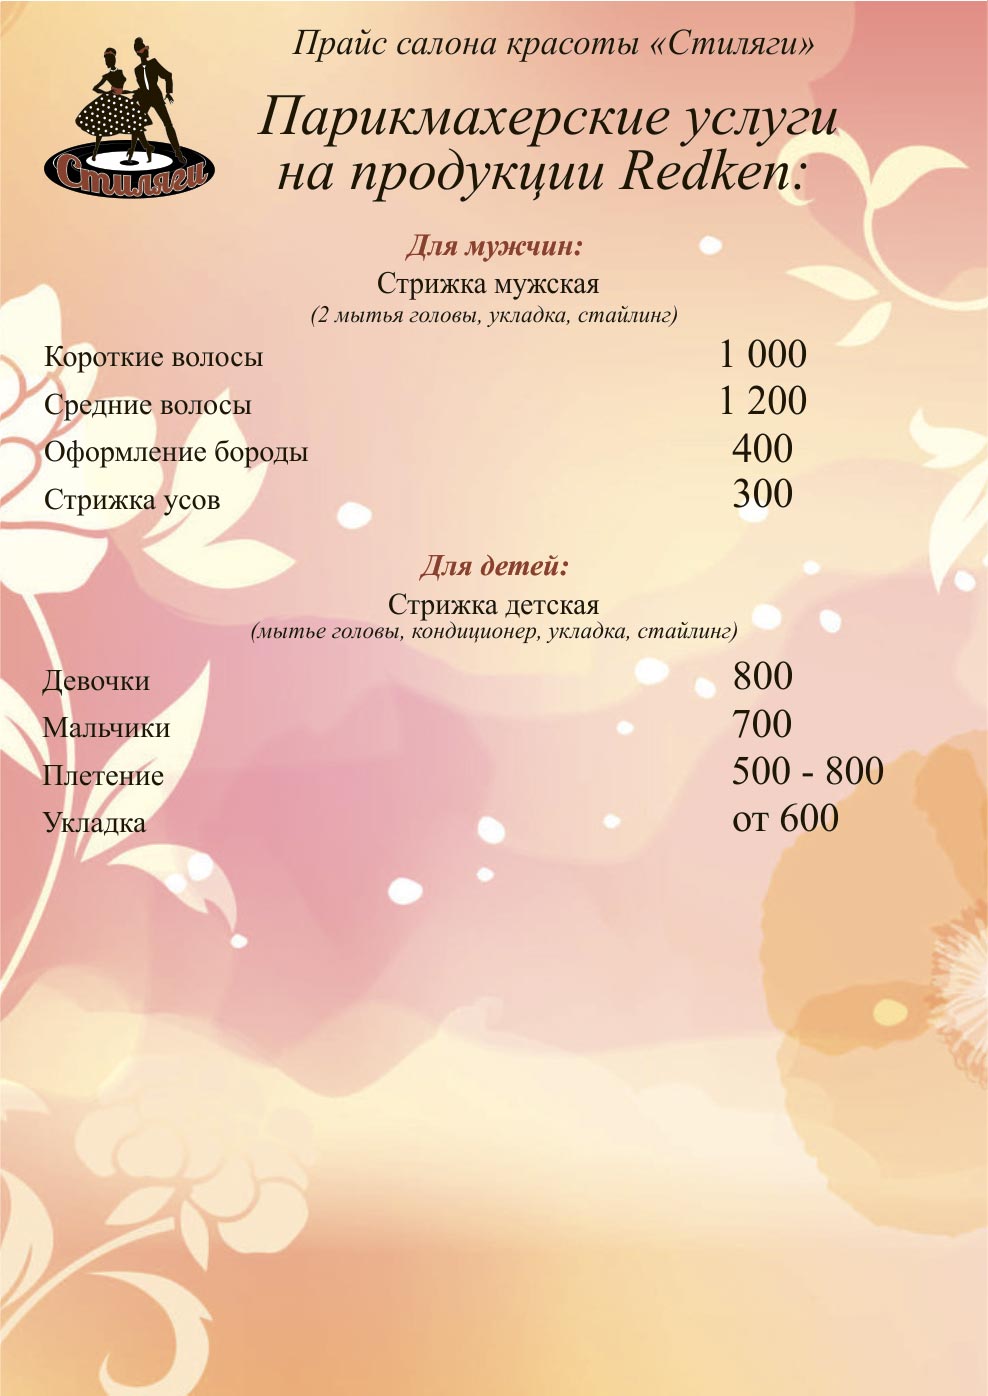 Стиляги
Прайс салона красоты «Стиляги»
Парикмахерские услуги
на продукции Redken:
Для мужчин:
Стрижка мужская
(2 мытья головы, укладка, стайлинг)
Короткие волосы 1 000
Средние волосы 1 200
Оформление бороды 400
Стрижка усов 300
Для детей:
Стрижка детская
(мытье головы, кондиционер, укладка, стайлинг)
Девочки 800
Мальчики 700
Плетение 500 - 800
Укладка от 600